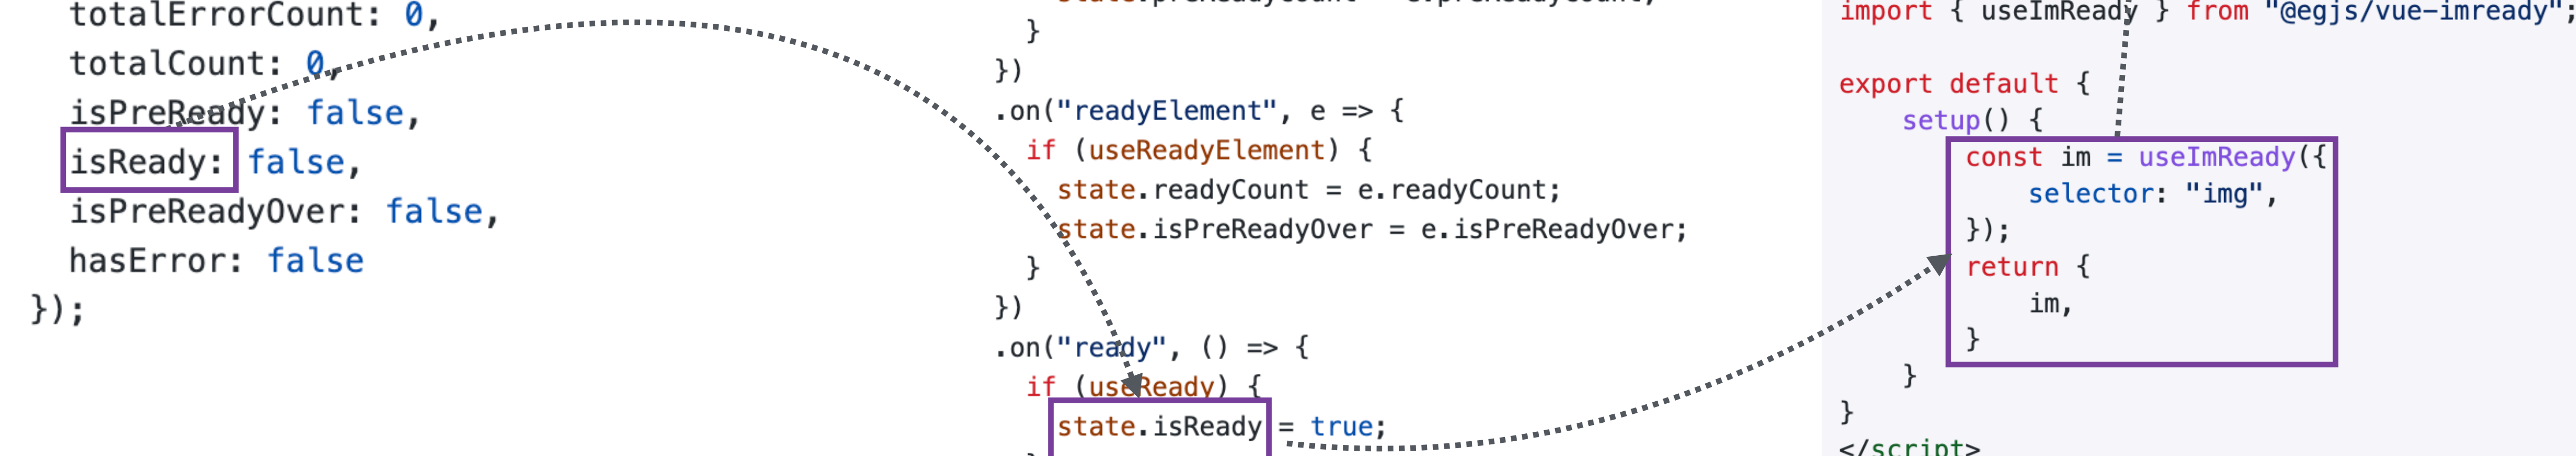 totalErrorCount: 0,
totalCount: 0,
isPreReady: false,
isReady: false,
isPreReadyOver: false,
hasError: false
});
}
})
.on("readyElement", e => {
if (useReadyElement) {
state.readyCount = e.readyCount;
state.isPreReadyOver = e.isPreReadyOver;
}
})
.on("ready", () => {
if (useReady) {
state.isReady = true;
import { useImReady } from "@egjs/vue-imready";
export default {
setup() {
const im = useImReady({
selector: "img",
});
return {
im,
}
}
}
</script>